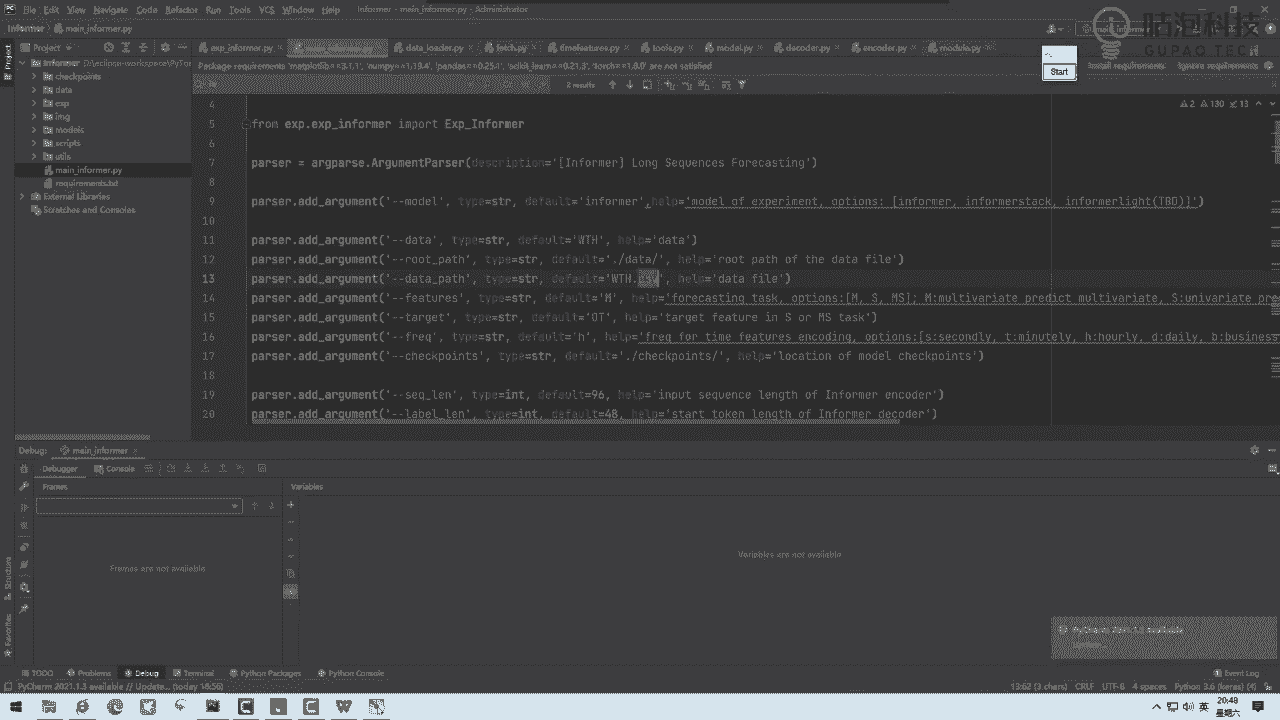 File Edit View Navigate Code Refactor Run Tools VCS Window Help Informer - main_informer.py - Administrator
Informer main_informer.py
咕泡科技
GUPAO TECH
Project
exp_informer.py data_loader.py fetch.py timefeatures.py tools.py model.py decoder.py encoder.py module.py
Package requirements 'matplotlib==3.1.1', 'numpy==1.19.4', 'pandas==0.25.1', 'scikit_learn==0.21.3', 'torch==1.8.0' are not satisfied
Install requirements Ignore requirements
Start
2 results
2 130 13
Informer
checkpoints
data
exp
img
models
scripts
utils
main_informer.py
requirements.txt
External Libraries
Scratches and Consoles
4
5 from exp.exp_informer import Exp_Informer
6
7 parser = argparse.ArgumentParser(description='[Informer] Long Sequences Forecasting')
8
9 parser.add_argument('--model', type=str, default='informer',help='model of experiment, options: [informer, informerstack, informerlight(TBD)]')
10
11 parser.add_argument('--data', type=str, default='WTH', help='data')
12 parser.add_argument('--root_path', type=str, default='./data/', help='root path of the data file')
13 parser.add_argument('--data_path', type=str, default='WTH.csv', help='data file')
14 parser.add_argument('--features', type=str, default='M', help='forecasting task, options:[M, S, MS]; M:multivariate predict multivariate, S:univariate pre
15 parser.add_argument('--target', type=str, default='OT', help='target feature in S or MS task')
16 parser.add_argument('--freq', type=str, default='h', help='freq for time features encoding, options:[s:secondly, t:minutely, h:hourly, d:daily, b:business
17 parser.add_argument('--checkpoints', type=str, default='./checkpoints/', help='location of model checkpoints')
18
19 parser.add_argument('--seq_len', type=int, default=96, help='input sequence length of Informer encoder')
20 parser.add_argument('--label_len', type=int, default=48, help='start token length of Informer decoder')
Debug: main_informer
Debugger Console
Frames Variables
Frames are not available
Variables are not available
Structure
Favorites
TODO Problems Debug Terminal Python Packages Python Console Event Log
PyCharm 2021.1.3 available // Update... (today 16:56) 13:62 (3 chars) CRLF UTF-8 4 spaces Python 3.6 (keras) (4)
英 20:48
星期六